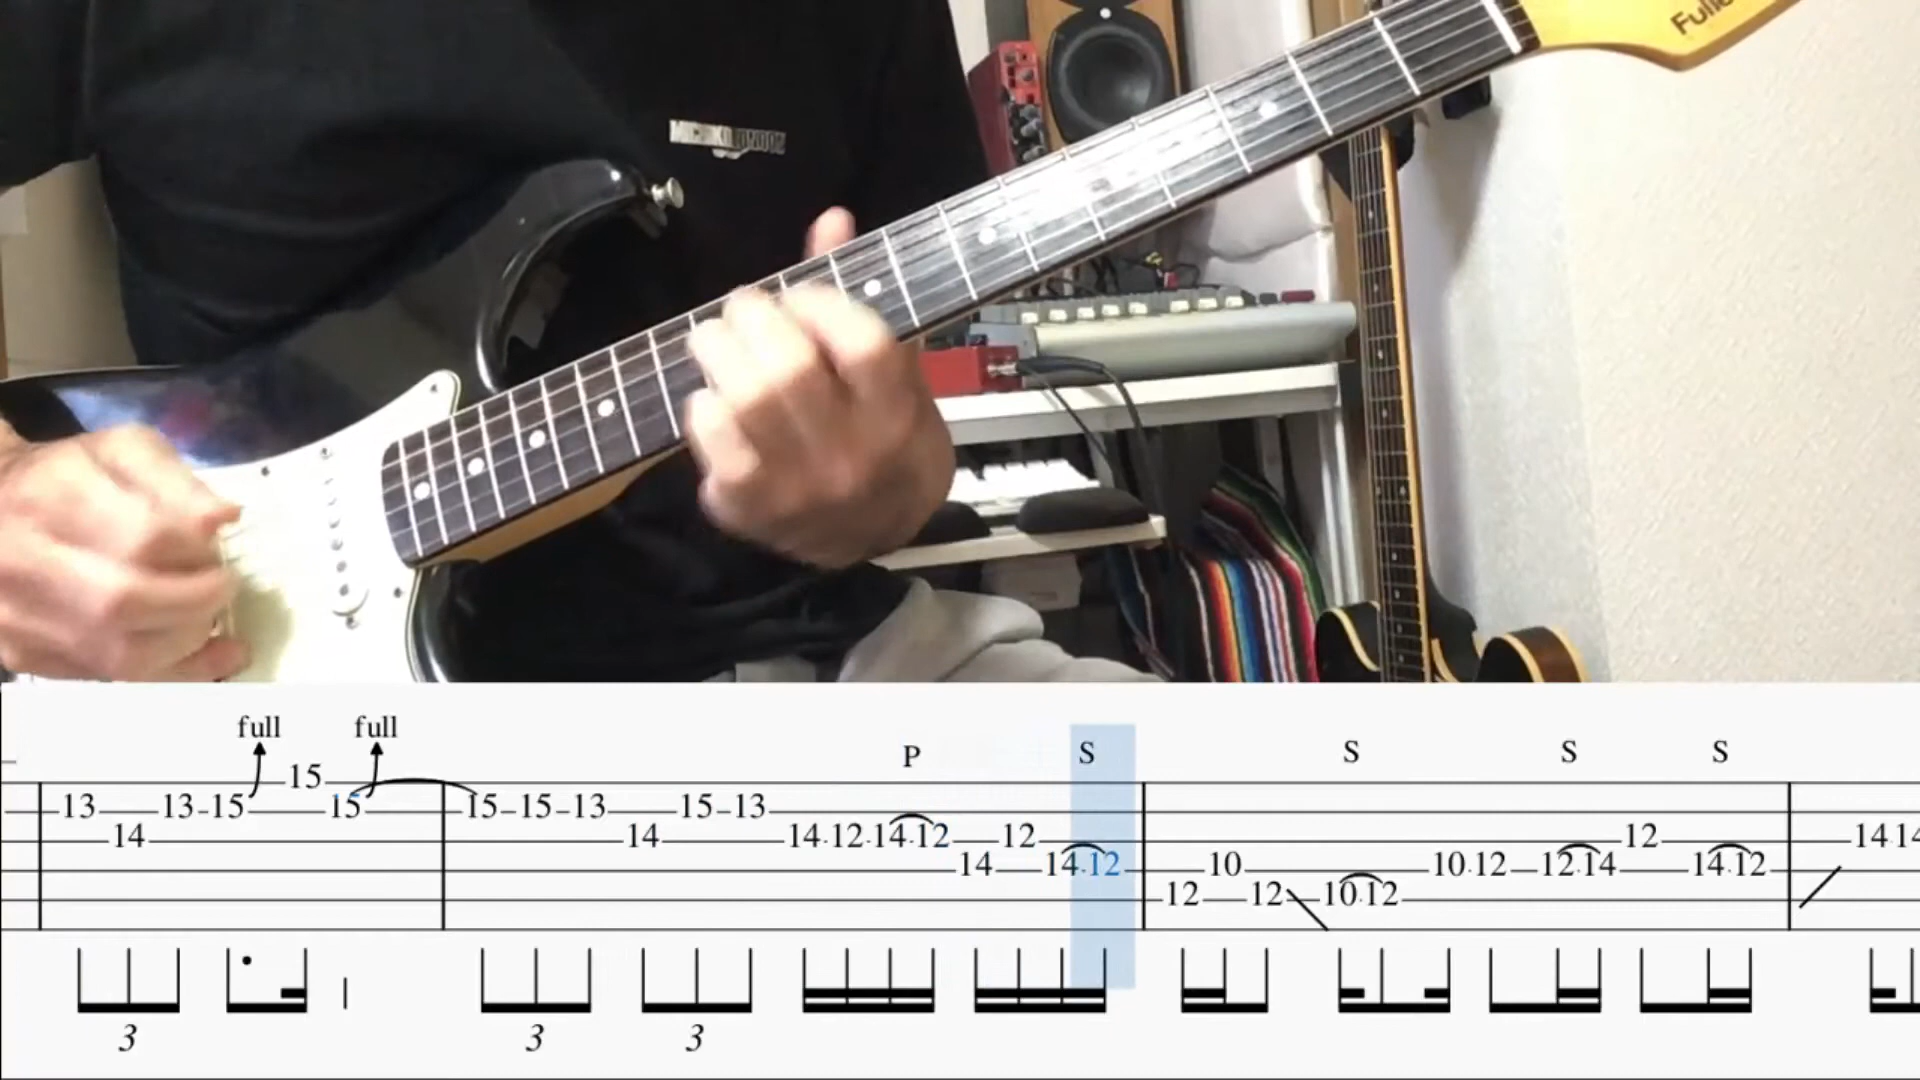 Fulle
full full
P S S S S
15
13 13 15 15 15 15 13 15 13
14 14 14 12 14 12 12 12 14 14
14 14 12 10 10 12 12 14 14 12
12 12 10 12
3 3 3